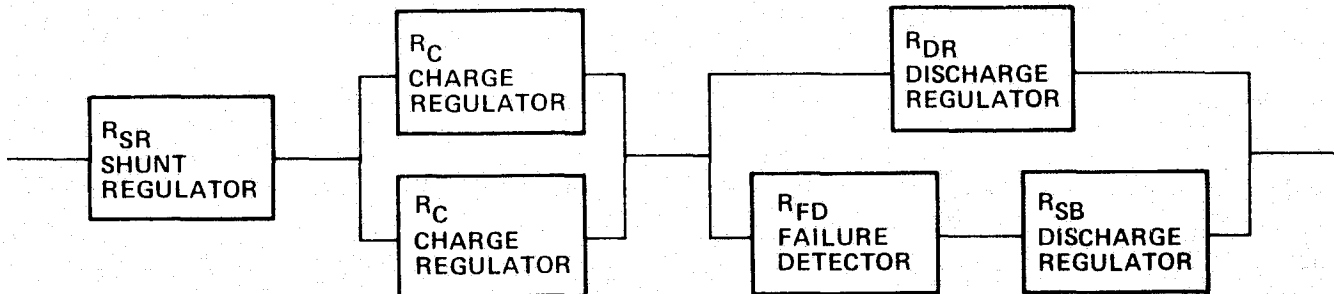 R_SR
SHUNT
REGULATOR
R_C
CHARGE
REGULATOR
R_C
CHARGE
REGULATOR
R_DR
DISCHARGE
REGULATOR
R_FD
FAILURE
DETECTOR
R_SB
DISCHARGE
REGULATOR